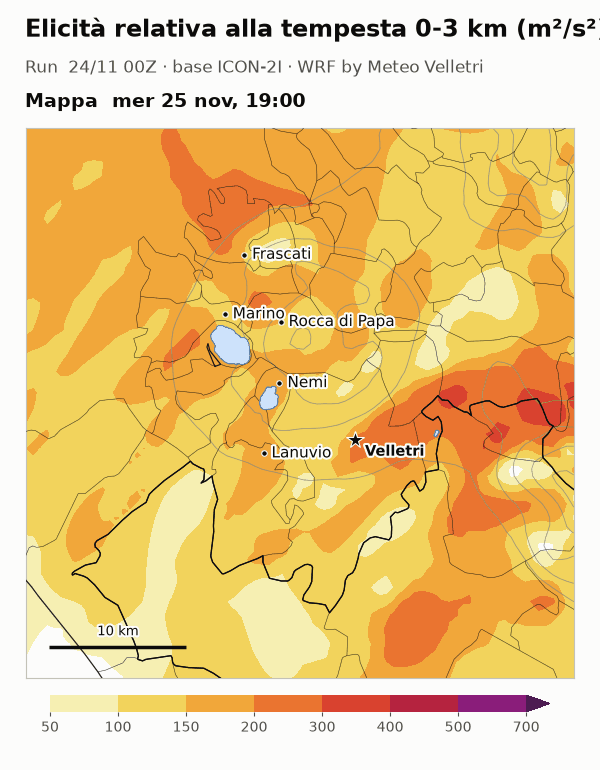 Elicità relativa alla tempesta 0-3 km (m²/s²)
Run 24/11 00Z · base ICON-2I · WRF by Meteo Velletri
Mappa mer 25 nov, 19:00
Frascati
Marino
Rocca di Papa
Nemi
Velletri
Lanuvio
10 km
50 100 150 200 300 400 500 700